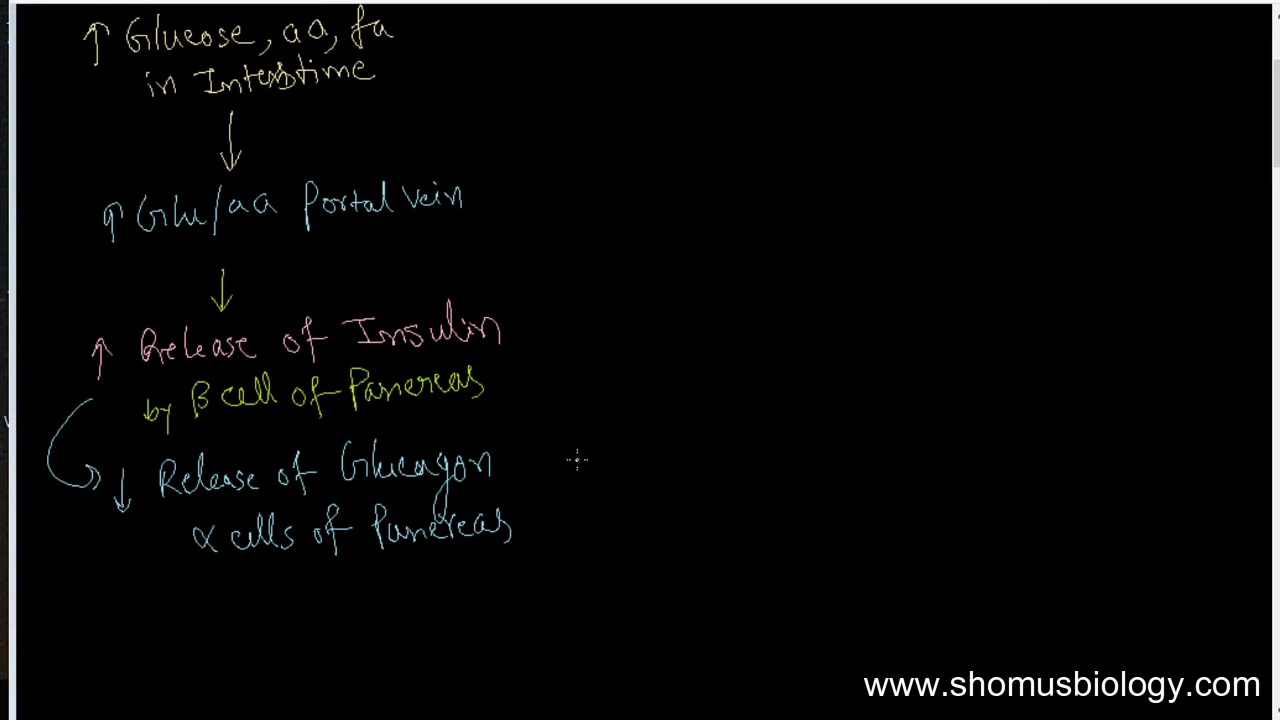 ↑ Glucose, aa, fa
in Interstime
↓
↑ Glu/aa Portal vein
↓
↑ Release of Insulin
by β cell of Pancreas
↓ Release of Glucagon
α cells of Pancreas
www.shomusbiology.com